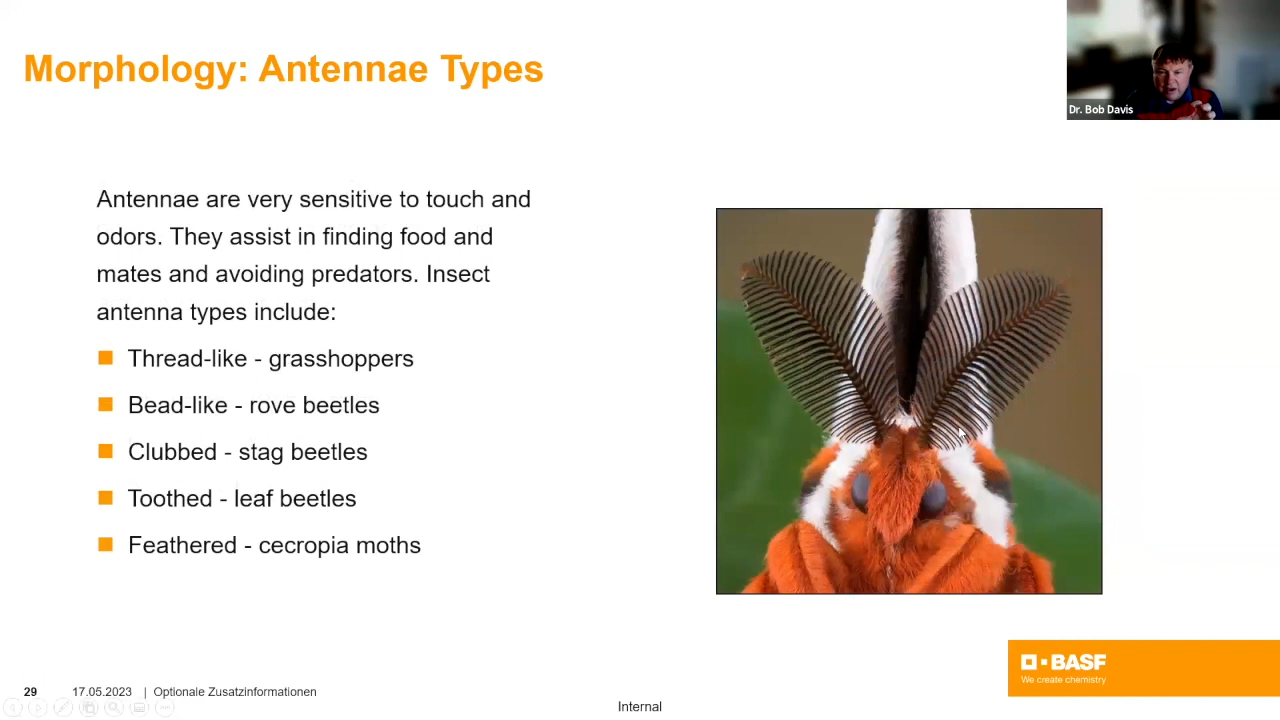 Morphology: Antennae Types
Dr. Bob Davis
Antennae are very sensitive to touch and
odors. They assist in finding food and
mates and avoiding predators. Insect
antenna types include:
Thread-like - grasshoppers
Bead-like - rove beetles
Clubbed - stag beetles
Toothed - leaf beetles
Feathered - cecropia moths
BASF
We create chemistry
29 17.05.2023 | Optionale Zusatzinformationen
Internal